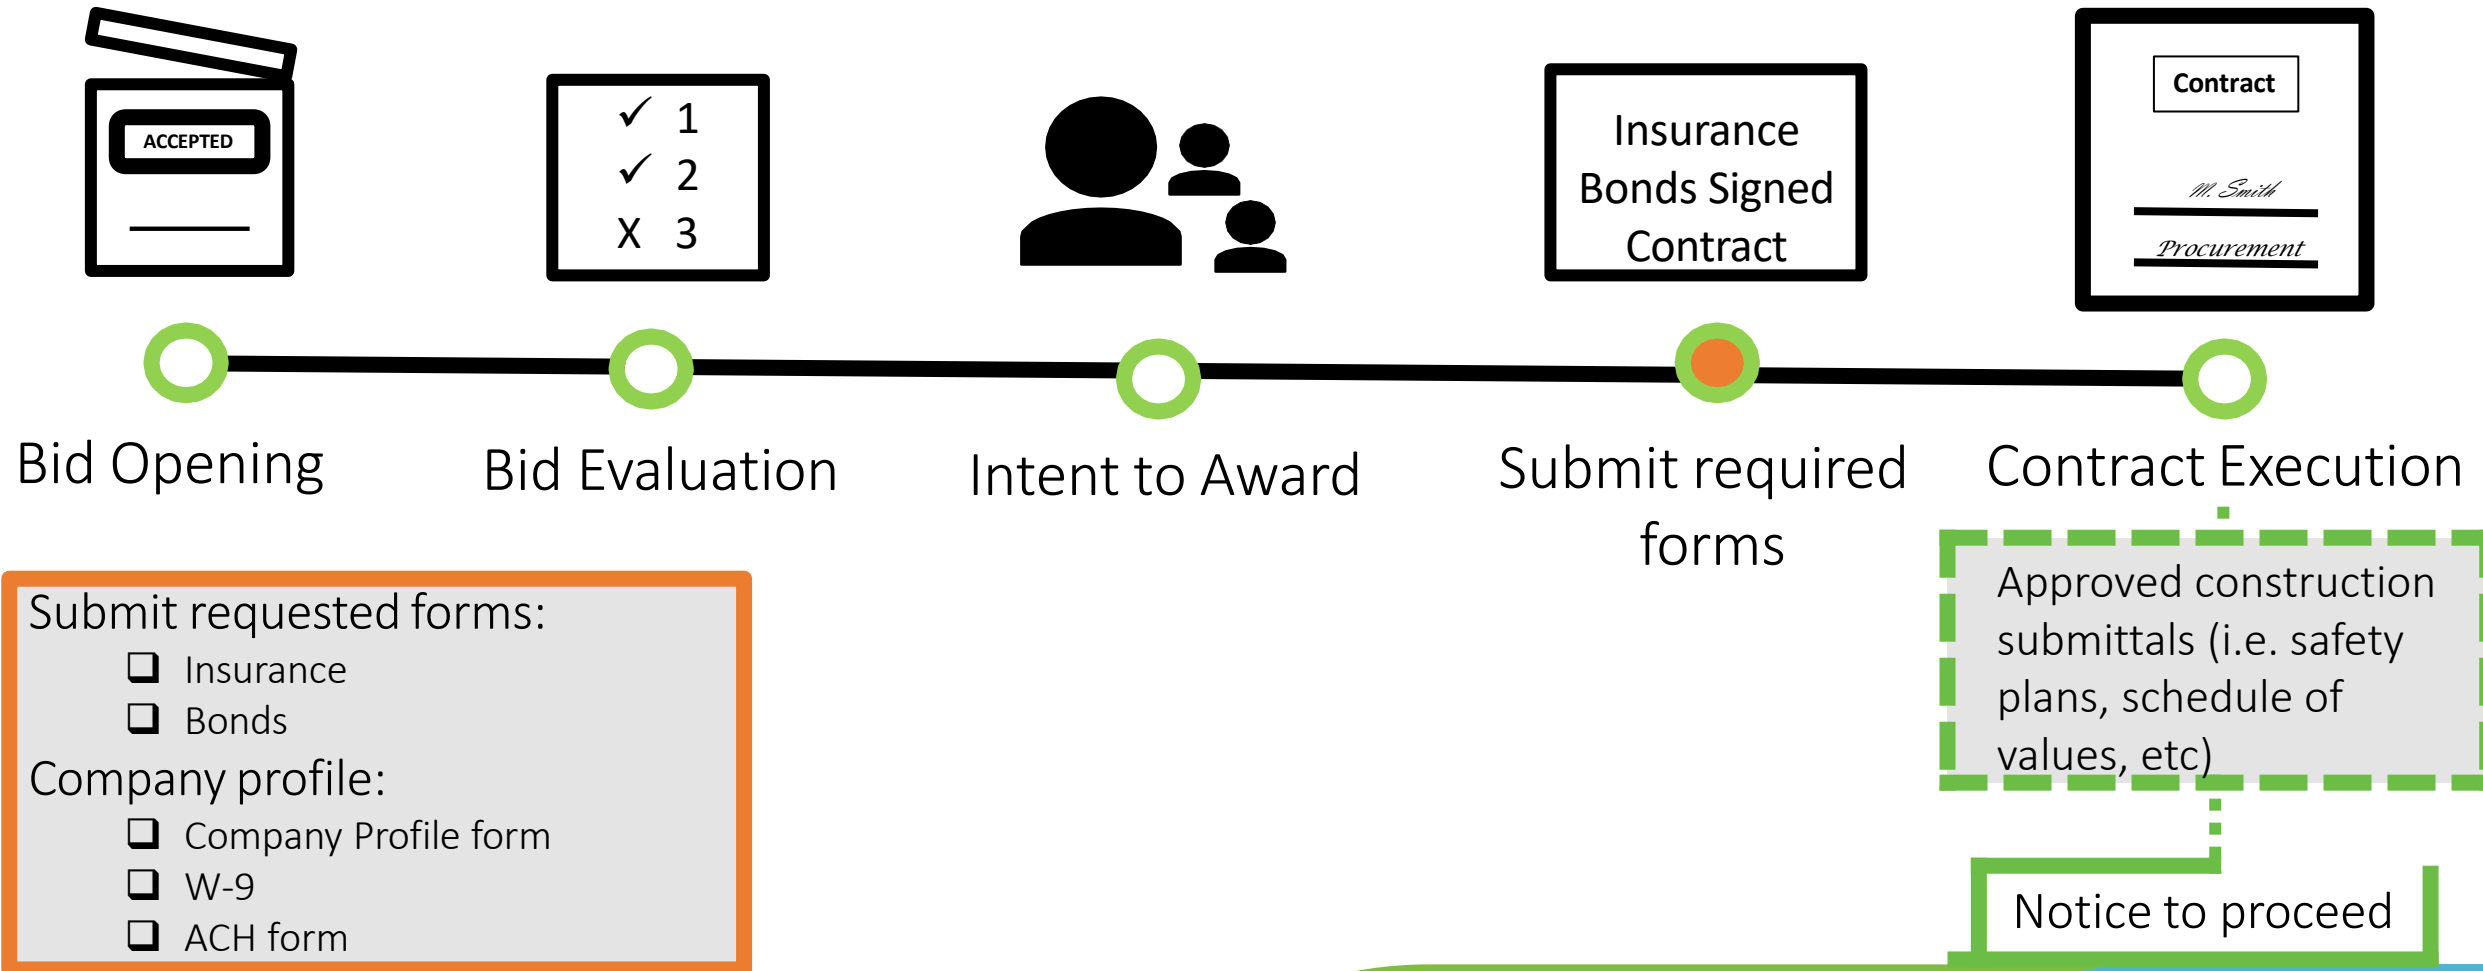 ACCEPTED
✓ 1
✓ 2
X 3
Insurance
Bonds Signed
Contract
Contract
M. Smith
Procurement
Bid Opening
Bid Evaluation
Intent to Award
Submit required
forms
Contract Execution
Submit requested forms:
❑ Insurance
❑ Bonds
Company profile:
❑ Company Profile form
❑ W-9
❑ ACH form
Approved construction
submittals (i.e. safety
plans, schedule of
values, etc)
Notice to proceed